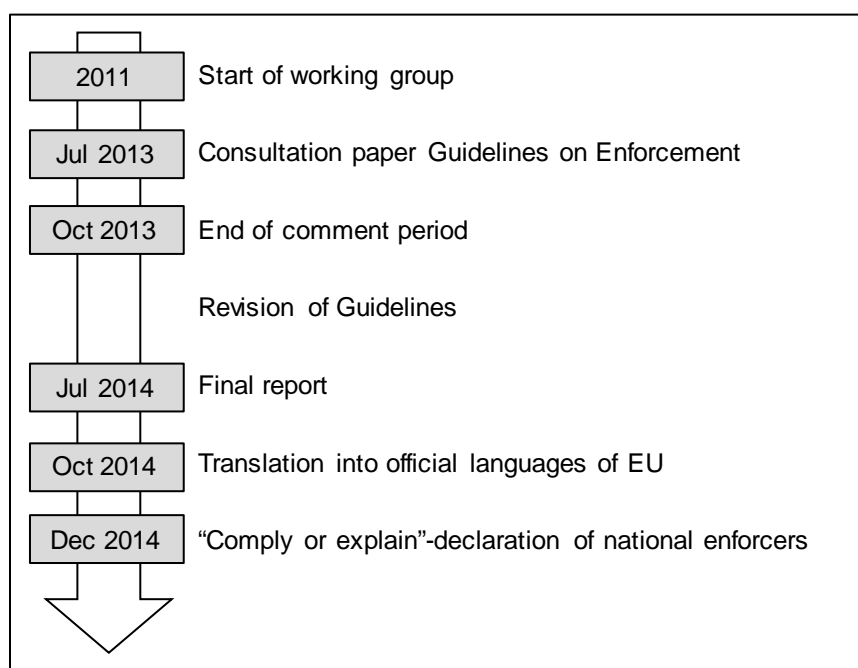 2011 Start of working group
Jul 2013 Consultation paper Guidelines on Enforcement
Oct 2013 End of comment period
Revision of Guidelines
Jul 2014 Final report
Oct 2014 Translation into official languages of EU
Dec 2014 “Comply or explain”-declaration of national enforcers